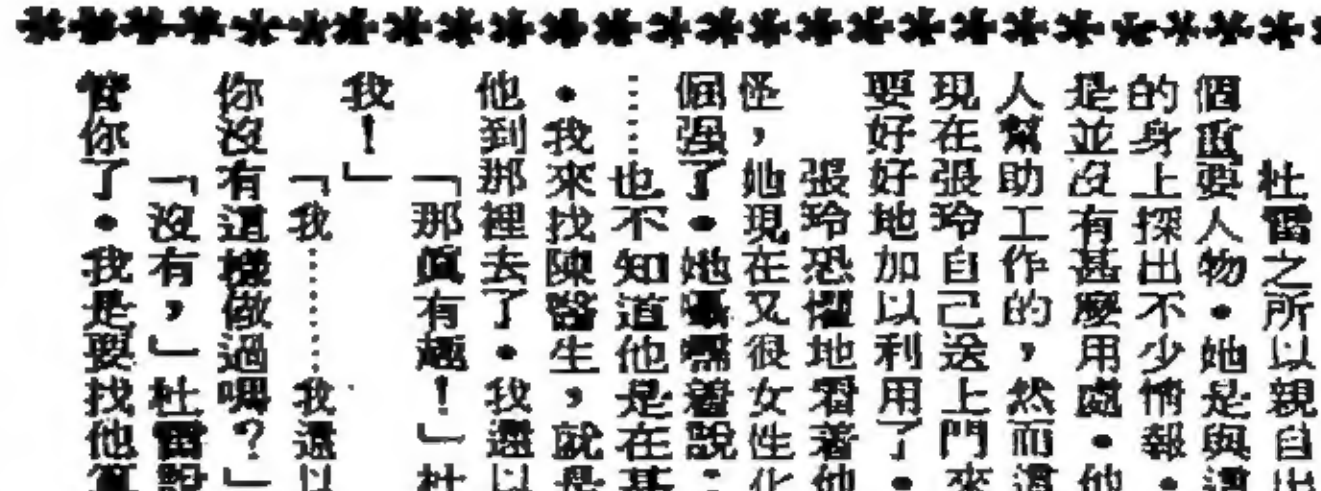 杜雷之所以親自出
個重要人物。她是與這
的身上探出不少情報。
是並沒有甚麼用處。他
人幫助工作的，然而這
現在張玲自己送上門來
要好好地加以利用了。
張玲恐懼地看着他
怪，她現在又很女性化
倔强了。她囁嚅着說：
……也不知道他是在甚
。我來找陳醫生，就是
他到那裡去了。我還以
「那眞有趣！」杜
我！」
「我……我還以
你沒有這樣做過嗎？」
「沒有，」杜雷說
管你了。我是要找他算